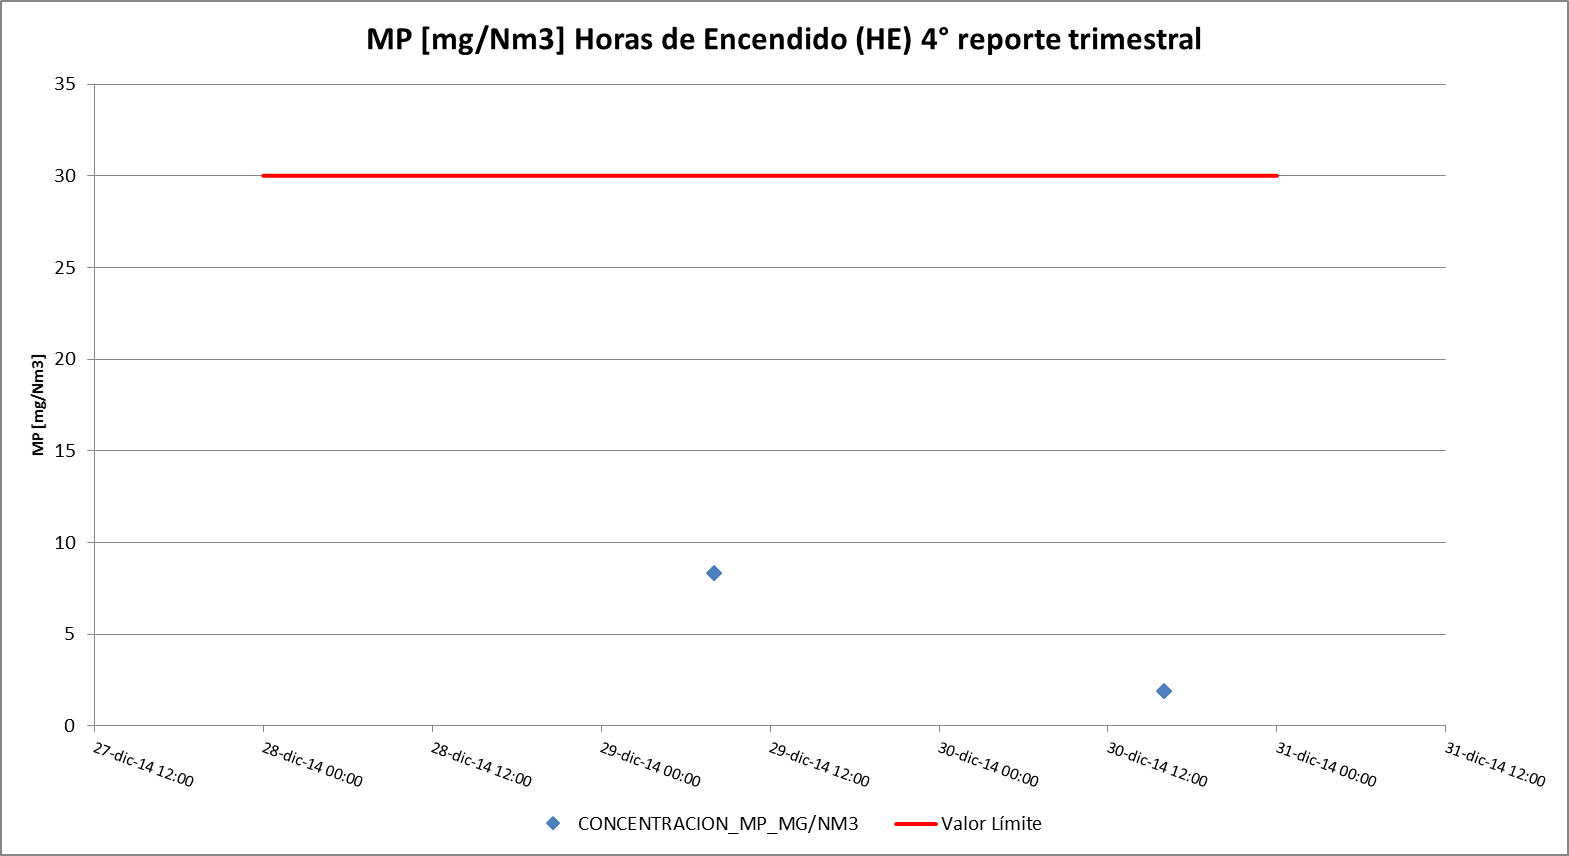 MP [mg/Nm3] Horas de Encendido (HE) 4° reporte trimestral
35
30
25
20
15
10
5
0
MP [mg/Nm3]
27-dic-14 12:00
28-dic-14 00:00
28-dic-14 12:00
29-dic-14 00:00
29-dic-14 12:00
30-dic-14 00:00
30-dic-14 12:00
31-dic-14 00:00
31-dic-14 12:00
CONCENTRACION_MP_MG/NM3
Valor Límite